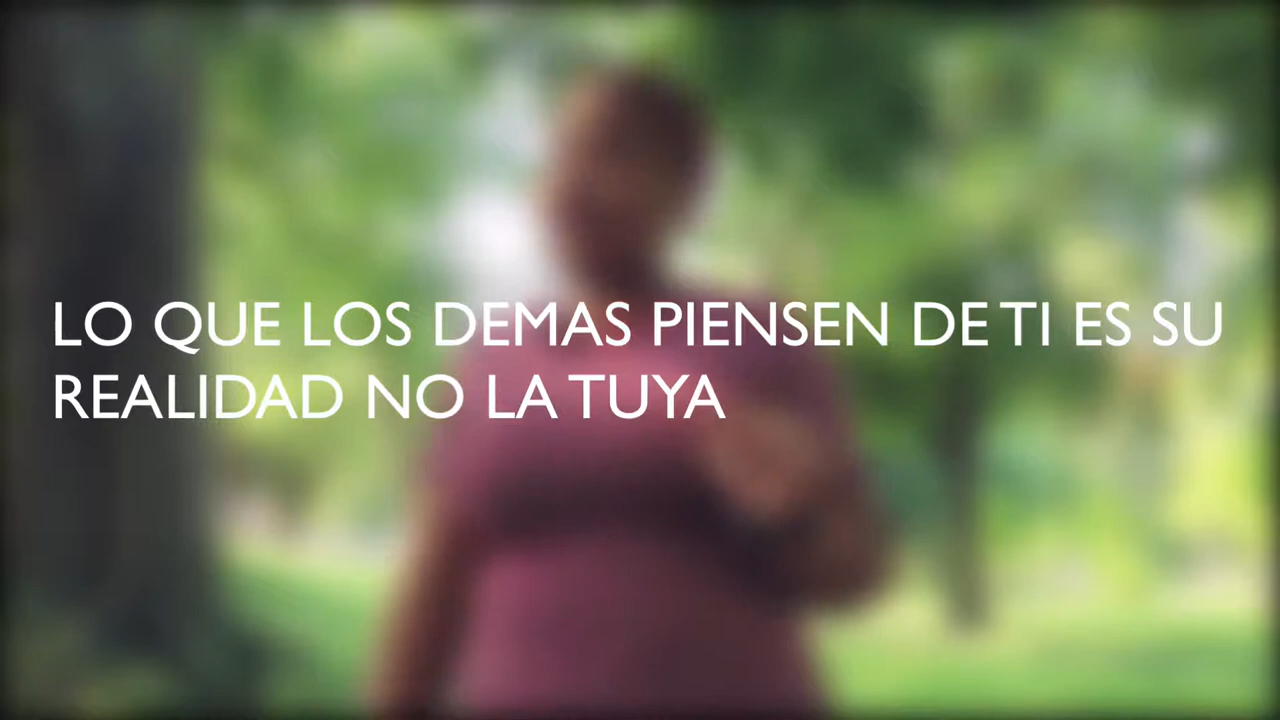 LO QUE LOS DEMAS PIENSEN DE TI ES SU
REALIDAD NO LA TUYA